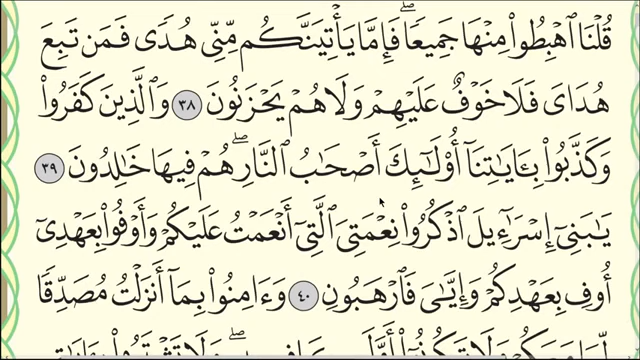 قُلْنَا ٱهْبِطُوا۟ مِنْهَا جَمِيعًۭا ۖ فَإِمَّا يَأْتِيَنَّكُم مِّنِّى هُدًۭى فَمَن تَبِعَ
هُدَاىَ فَلَا خَوْفٌ عَلَيْهِمْ وَلَا هُمْ يَحْزَنُونَ ٣٨ وَٱلَّذِينَ كَفَرُوا۟
وَكَذَّبُوا۟ بِـَٔايَـٰتِنَآ أُو۟لَـٰٓئِكَ أَصْحَـٰبُ ٱلنَّارِ ۖ هُمْ فِيهَا خَـٰلِدُونَ ٣٩
يَـٰبَنِىٓ إِسْرَٰٓءِيلَ ٱذْكُرُوا۟ نِعْمَتِىَ ٱلَّتِىٓ أَنْعَمْتُ عَلَيْكُمْ وَأَوْفُوا۟ بِعَهْدِىٓ
أُوفِ بِعَهْدِكُمْ وَإِيَّـٰىَ فَٱرْهَبُونِ ٤٠ وَءَامِنُوا۟ بِمَآ أَنزَلْتُ مُصَدِّقًۭا